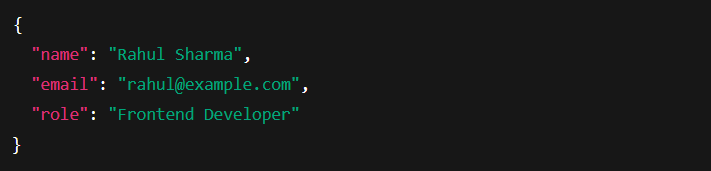 {
  "name": "Rahul Sharma",
  "email": "rahul@example.com",
  "role": "Frontend Developer"
}